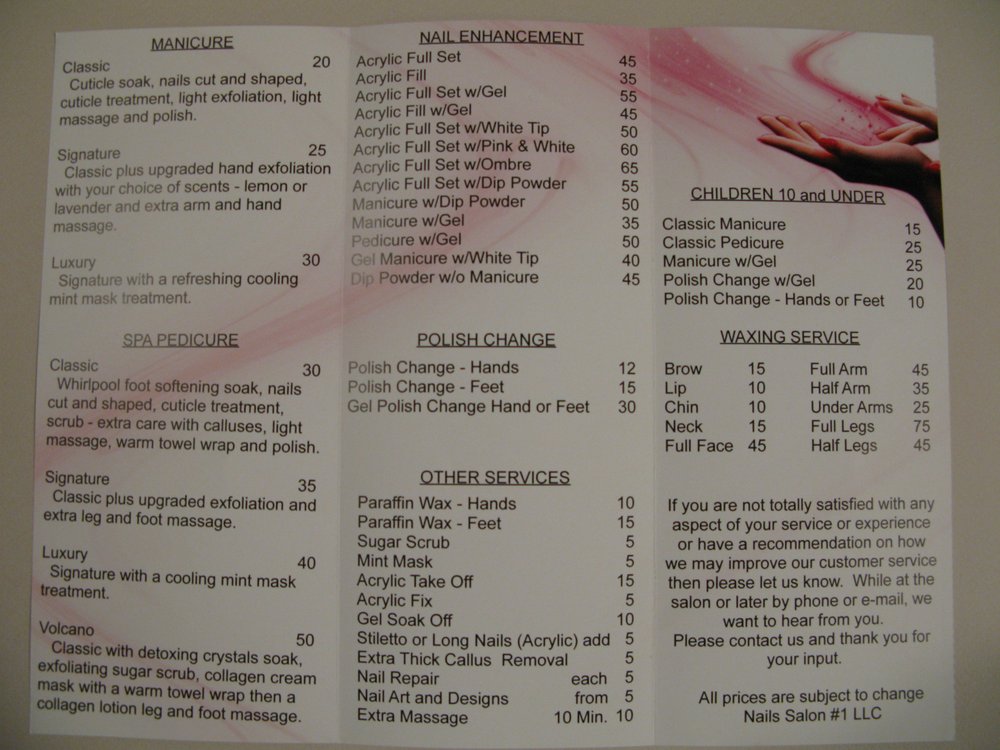 MANICURE
Classic 20
Cuticle soak, nails cut and shaped,
cuticle treatment, light exfoliation, light
massage and polish.
Signature 25
Classic plus upgraded hand exfoliation
with your choice of scents - lemon or
lavender and extra arm and hand
massage.
Luxury 30
Signature with a refreshing cooling
mint mask treatment.
SPA PEDICURE
Classic 30
Whirlpool foot softening soak, nails
cut and shaped, cuticle treatment,
scrub - extra care with calluses, light
massage, warm towel wrap and polish.
Signature 35
Classic plus upgraded exfoliation and
extra leg and foot massage.
Luxury 40
Signature with a cooling mint mask
treatment.
Volcano 50
Classic with detoxing crystals soak,
exfoliating sugar scrub, collagen cream
mask with a warm towel wrap then a
collagen lotion leg and foot massage.
NAIL ENHANCEMENT
Acrylic Full Set 45
Acrylic Fill 35
Acrylic Full Set w/Gel 55
Acrylic Fill w/Gel 45
Acrylic Full Set w/White Tip 50
Acrylic Full Set w/Pink & White 60
Acrylic Full Set w/Ombre 65
Acrylic Full Set w/Dip Powder 55
Manicure w/Dip Powder 50
Manicure w/Gel 35
Pedicure w/Gel 50
Gel Manicure w/White Tip 40
Dip Powder w/o Manicure 45
POLISH CHANGE
Polish Change - Hands 12
Polish Change - Feet 15
Gel Polish Change Hand or Feet 30
OTHER SERVICES
Paraffin Wax - Hands 10
Paraffin Wax - Feet 15
Sugar Scrub 5
Mint Mask 5
Acrylic Take Off 15
Acrylic Fix 5
Gel Soak Off 10
Stiletto or Long Nails (Acrylic) add 5
Extra Thick Callus Removal 5
Nail Repair each 5
Nail Art and Designs from 5
Extra Massage 10 Min. 10
CHILDREN 10 and UNDER
Classic Manicure 15
Classic Pedicure 25
Manicure w/Gel 25
Polish Change w/Gel 20
Polish Change - Hands or Feet 10
WAXING SERVICE
Brow 15 Full Arm 45
Lip 10 Half Arm 35
Chin 10 Under Arms 25
Neck 15 Full Legs 75
Full Face 45 Half Legs 45
If you are not totally satisfied with any
aspect of your service or experience
or have a recommendation on how
we may improve our customer service
then please let us know. While at the
salon or later by phone or e-mail, we
want to hear from you.
Please contact us and thank you for
your input.
All prices are subject to change
Nails Salon #1 LLC